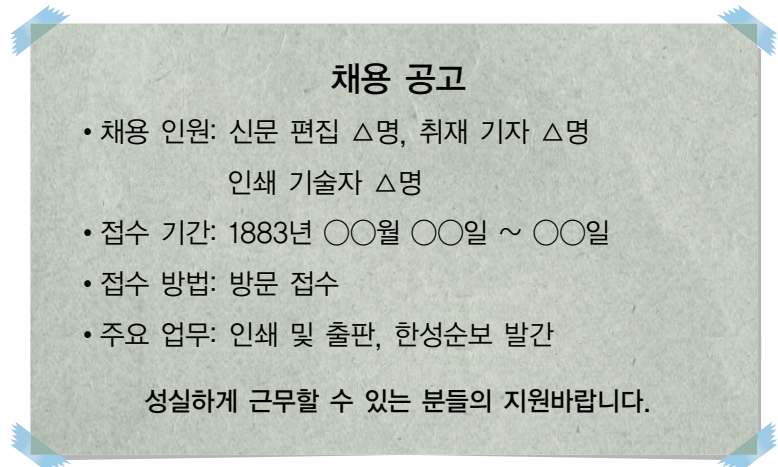 채용 공고
• 채용 인원: 신문 편집 △명, 취재 기자 △명
인쇄 기술자 △명
• 접수 기간: 1883년 ○○월 ○○일 ～ ○○일
• 접수 방법: 방문 접수
• 주요 업무: 인쇄 및 출판, 한성순보 발간
성실하게 근무할 수 있는 분들의 지원바랍니다.